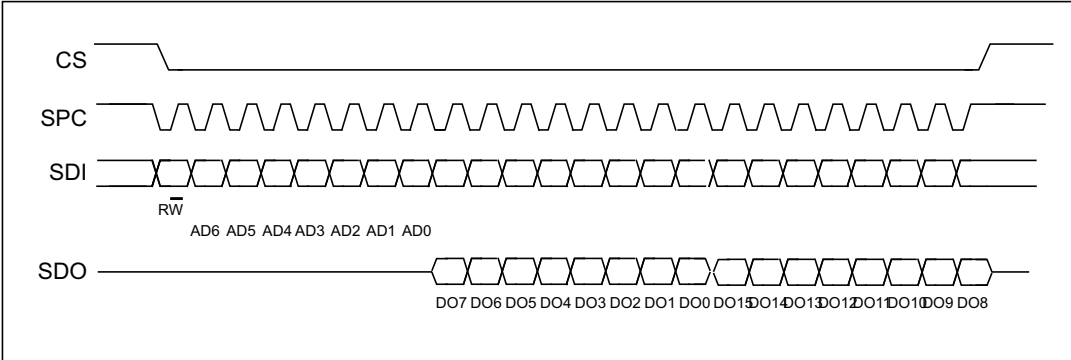 CS
SPC
SDI
RW
AD6 AD5 AD4 AD3 AD2 AD1 AD0
SDO
DO7 DO6 DO5 DO4 DO3 DO2 DO1 DO0 DO15 DO14 DO13 DO12 DO11 DO10 DO9 DO8